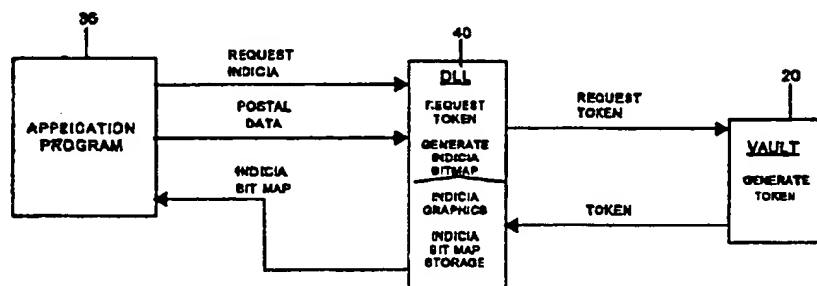 36
APPLICATION
PROGRAM
REQUEST
INDICIA
POSTAL
DATA
INDICIA
BIT MAP
40
DLL
REQUEST
TOKEN
GENERATE
INDICIA
BITMAP
INDICIA
GRAPHICS
INDICIA
BIT MAP
STORAGE
REQUEST
TOKEN
TOKEN
20
VAULT
GENERATE
TOKEN